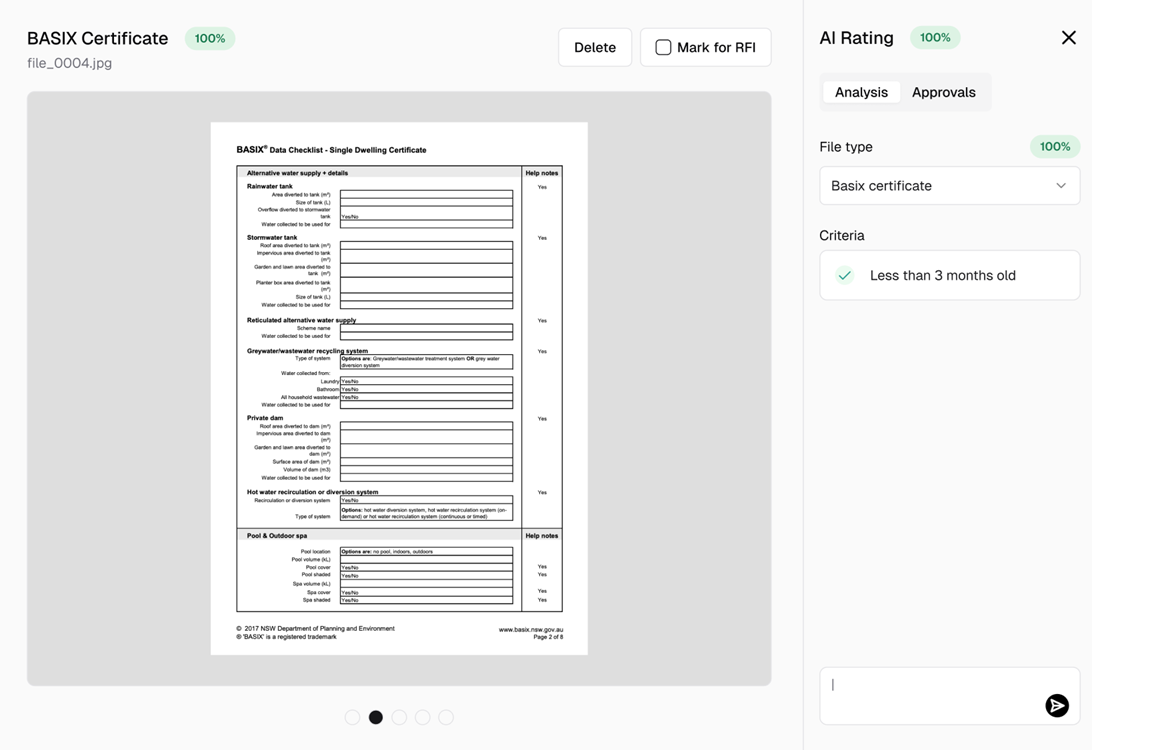 BASIX Certificate 100%
file_0004.jpg
Delete
Mark for RFI
BASIX® Data Checklist - Single Dwelling Certificate
Alternative water supply + details Help notes
Rainwater tank Yes
Area diverted to tank (m²)
Size of tank (L)
Overflow diverted to stormwater
tank Yes/No
Water collected to be used for
Stormwater tank Yes
Roof area diverted to tank (m²)
Impervious area diverted to tank
(m²)
Garden and lawn area diverted to
tank (m²)
Planter box area diverted to tank
(m²)
Size of tank (L)
Water collected to be used for
Reticulated alternative water supply Yes
Scheme name
Water collected to be used for
Greywater/wastewater recycling system Yes
Type of system Options are: Greywater/wastewater treatment system OR grey water
diversion system
Water collected from:
Laundry Yes/No
Bathroom Yes/No
All household wastewater Yes/No
Water collected to be used for
Private dam Yes
Roof area diverted to dam (m²)
Impervious area diverted to dam
(m²)
Garden and lawn area diverted to
dam (m²)
Surface area of dam (m²)
Volume of dam (m3)
Water collected to be used for
Hot water recirculation or diversion system Yes
Recirculation or diversion system Yes/No
Options: hot water diversion system, hot water recirculation system (on-
Type of system demand) or hot water recirculation system (continuous or timed)
Pool & Outdoor spa Help notes
Pool location Options are: no pool, indoors, outdoors
Pool volume (kL)
Pool cover Yes/No Yes
Pool shaded Yes/No Yes
Spa volume (kL)
Spa cover Yes/No Yes
Spa shaded Yes/No Yes
© 2017 NSW Department of Planning and Environment www.basix.nsw.gov.au
® 'BASIX' is a registered trademark Page 2 of 8
AI Rating 100%
Analysis Approvals
File type 100%
Basix certificate
Criteria
Less than 3 months old